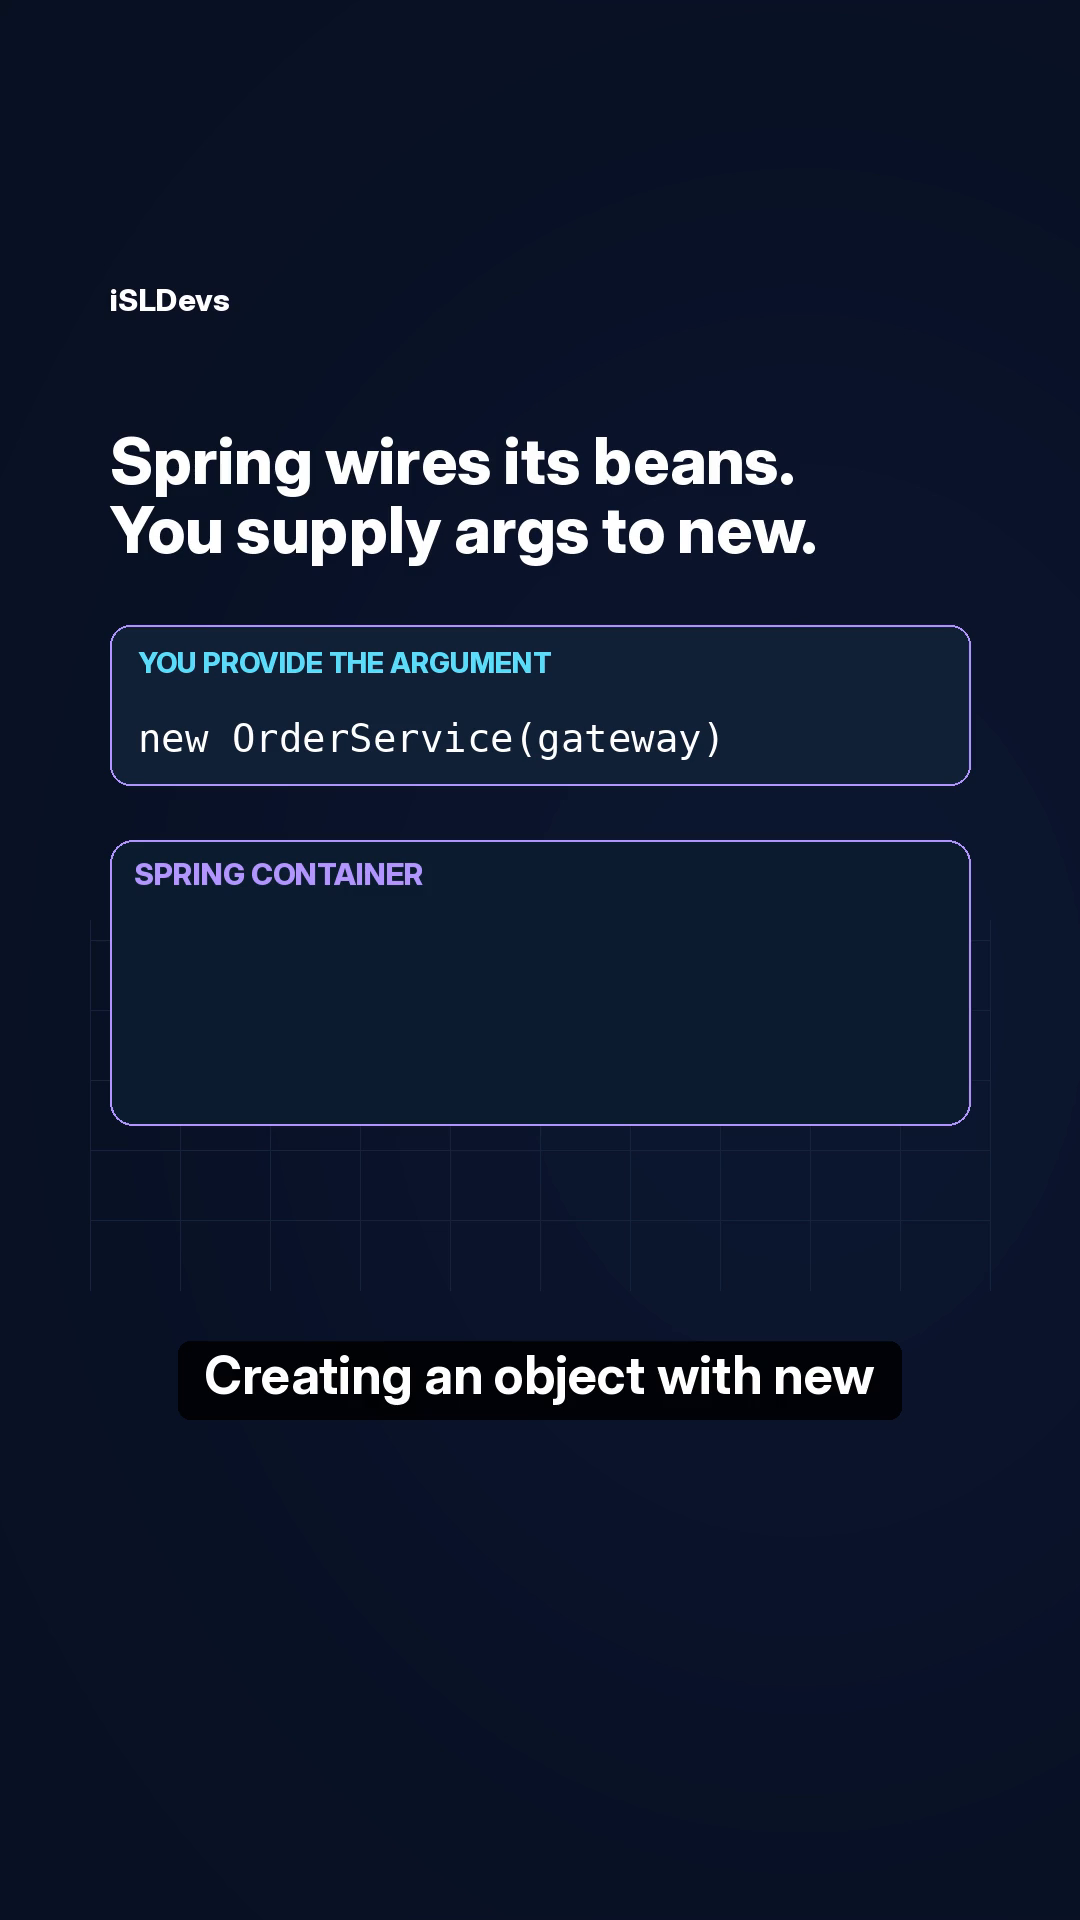 iSLDevs
Spring wires its beans.
You supply args to new.
YOU PROVIDE THE ARGUMENT
new OrderService(gateway)
SPRING CONTAINER
Creating an object with new